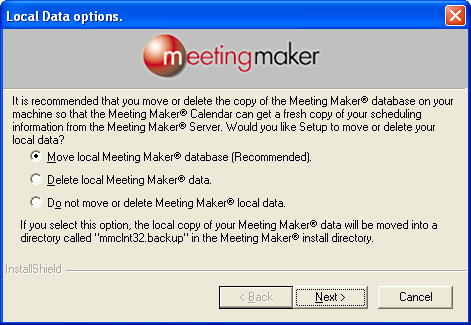 Local Data options.
meetingmaker
It is recommended that you move or delete the copy of the Meeting Maker® database on your
machine so that the Meeting Maker® Calendar can get a fresh copy of your scheduling
information from the Meeting Maker® Server. Would you like Setup to move or delete your
local data?
Move local Meeting Maker® database (Recommended).
Delete local Meeting Maker® data.
Do not move or delete Meeting Maker® local data.
If you select this option, the local copy of your Meeting Maker® data will be moved into a
directory called "mmclnt32.backup" in the Meeting Maker® install directory.
InstallShield
< Back
Next >
Cancel